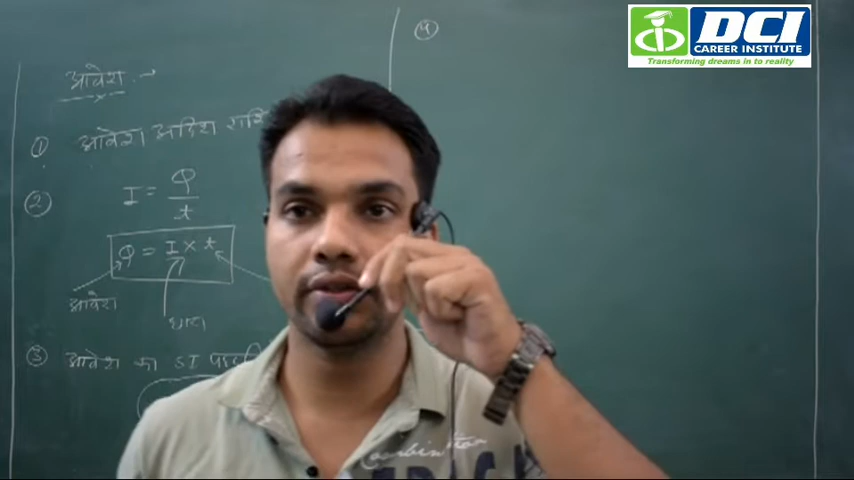 आवेश →
① आवेश अदिश राशि
② I = Q/t
Q = I × t
आवेश
धारा
③ आवेश का SI पद्धति
④
DCI
CAREER INSTITUTE
Transforming dreams in to reality